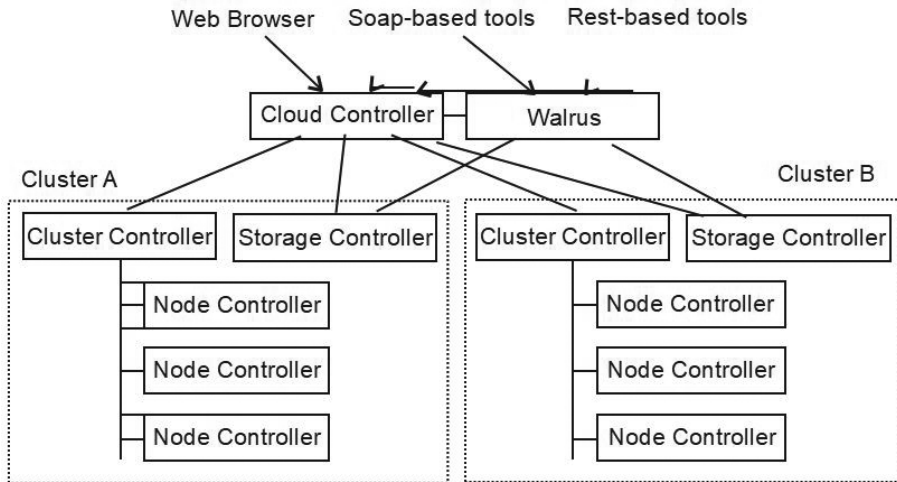 Web Browser Soap-based tools Rest-based tools
Cloud Controller Walrus
Cluster A Cluster B
Cluster Controller Storage Controller Cluster Controller Storage Controller
Node Controller Node Controller
Node Controller Node Controller
Node Controller Node Controller